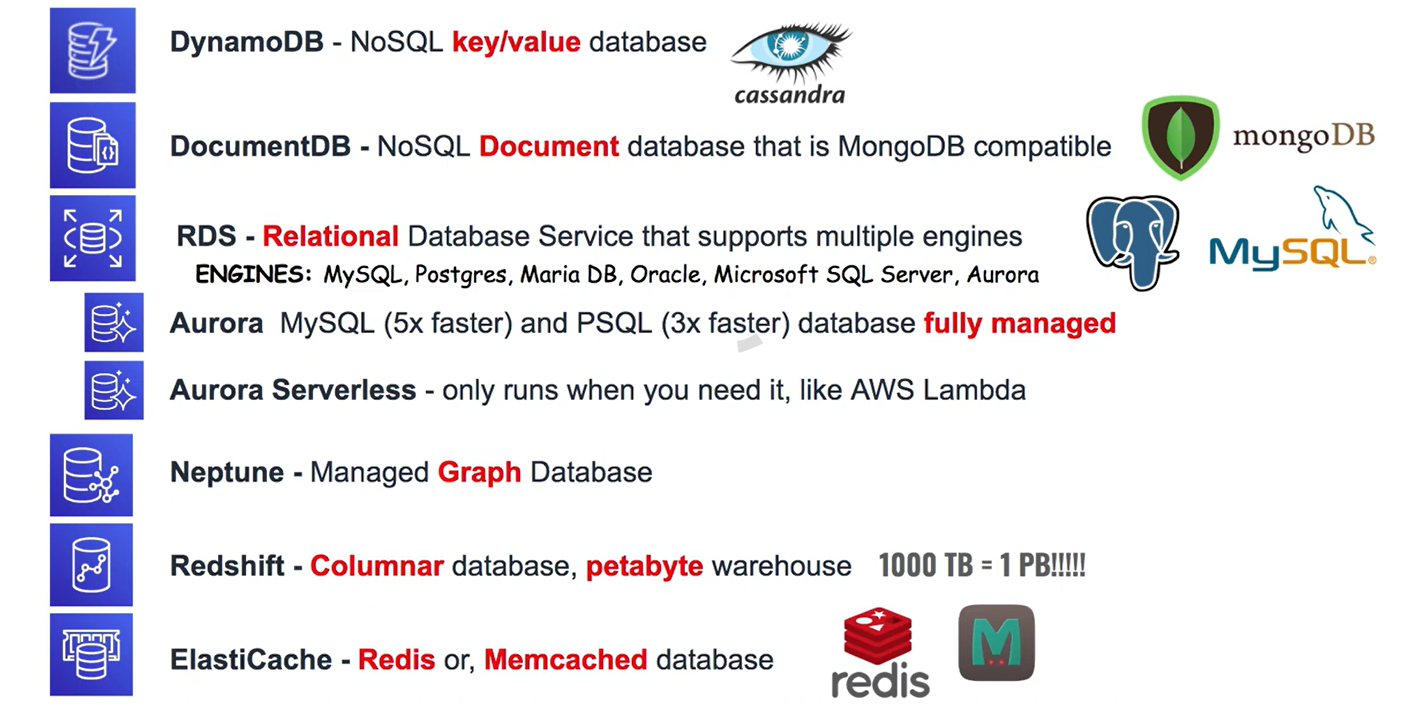 DynamoDB - NoSQL key/value database
cassandra
DocumentDB - NoSQL Document database that is MongoDB compatible
mongoDB
RDS - Relational Database Service that supports multiple engines
ENGINES: MySQL, Postgres, Maria DB, Oracle, Microsoft SQL Server, Aurora
MySQL®
Aurora MySQL (5x faster) and PSQL (3x faster) database fully managed
Aurora Serverless - only runs when you need it, like AWS Lambda
Neptune - Managed Graph Database
Redshift - Columnar database, petabyte warehouse
1000 TB = 1 PB!!!!!
ElastiCache - Redis or, Memcached database
redis
M